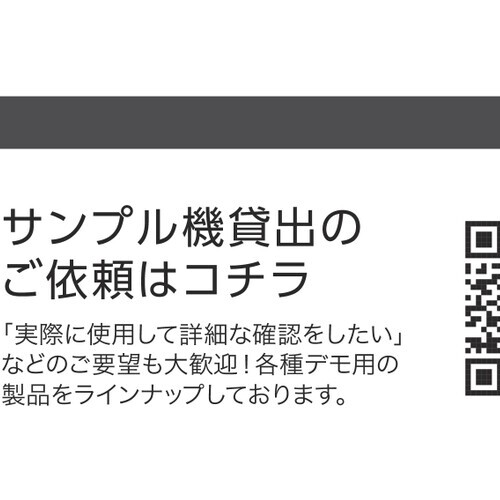 サンプル機貸出の
ご依頼はコチラ
「実際に使用して詳細な確認をしたい」
などのご要望も大歓迎！各種デモ用の
製品をラインナップしております。